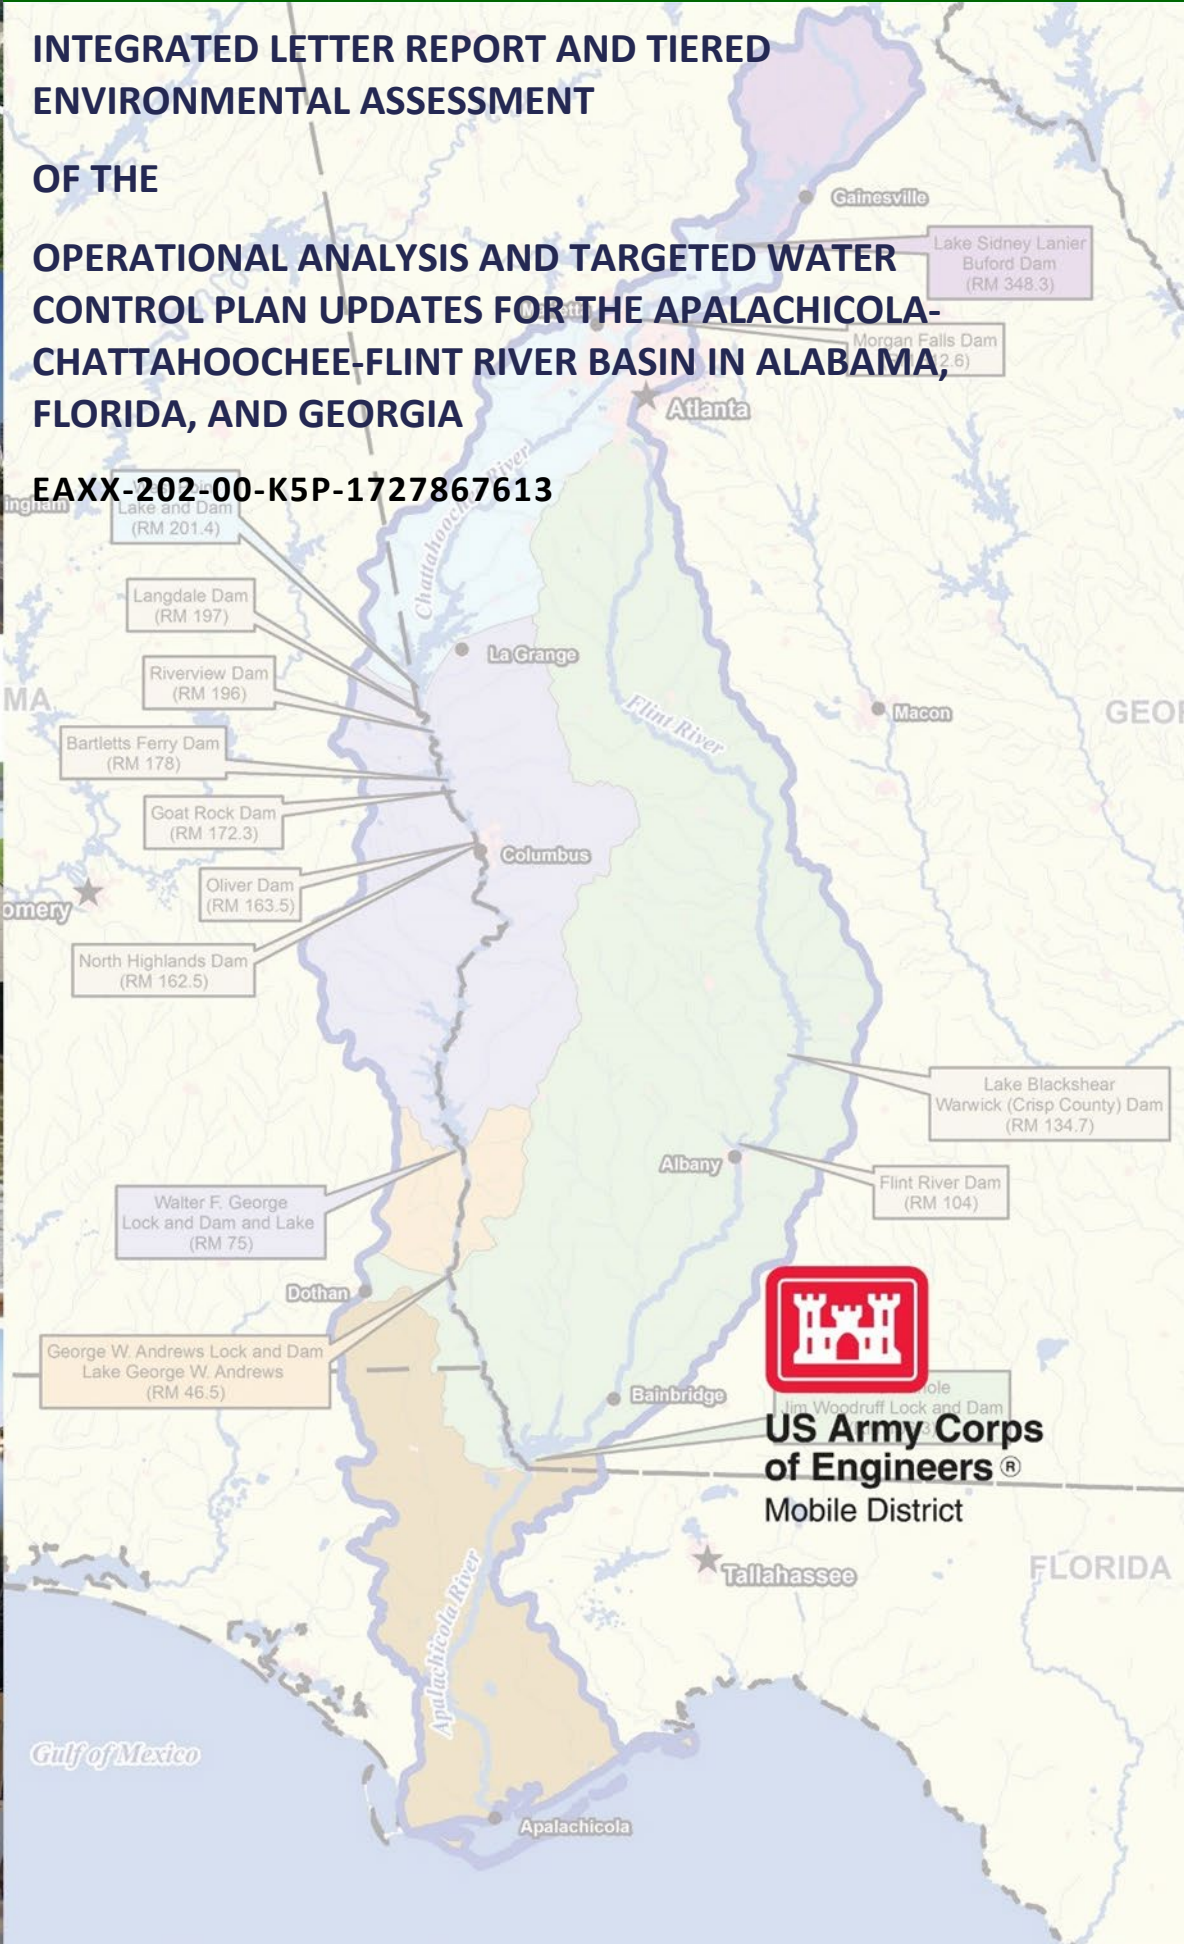 INTEGRATED LETTER REPORT AND TIERED
ENVIRONMENTAL ASSESSMENT
OF THE
OPERATIONAL ANALYSIS AND TARGETED WATER
CONTROL PLAN UPDATES FOR THE APALACHICOLA-
CHATTAHOOCHEE-FLINT RIVER BASIN IN ALABAMA,
FLORIDA, AND GEORGIA
EAXX-202-00-K5P-1727867613
Gainesville
Lake Sidney Lanier
Buford Dam
(RM 348.3)
Morgan Falls Dam
Atlanta
ingham
Lake and Dam
(RM 201.4)
Chattahoochee River
Langdale Dam
(RM 197)
La Grange
Riverview Dam
(RM 196)
MA
Flint River
Macon
GEOR
Bartletts Ferry Dam
(RM 178)
Goat Rock Dam
(RM 172.3)
Columbus
Oliver Dam
(RM 163.5)
omery
North Highlands Dam
(RM 162.5)
Lake Blackshear
Warwick (Crisp County) Dam
(RM 134.7)
Albany
Flint River Dam
(RM 104)
Walter F. George
Lock and Dam and Lake
(RM 75)
Dothan
George W. Andrews Lock and Dam
Lake George W. Andrews
(RM 46.5)
Bainbridge
Jim Woodruff Lock and Dam
US Army Corps
of Engineers ®
Mobile District
Tallahassee
FLORIDA
Apalachicola River
Gulf of Mexico
Apalachicola